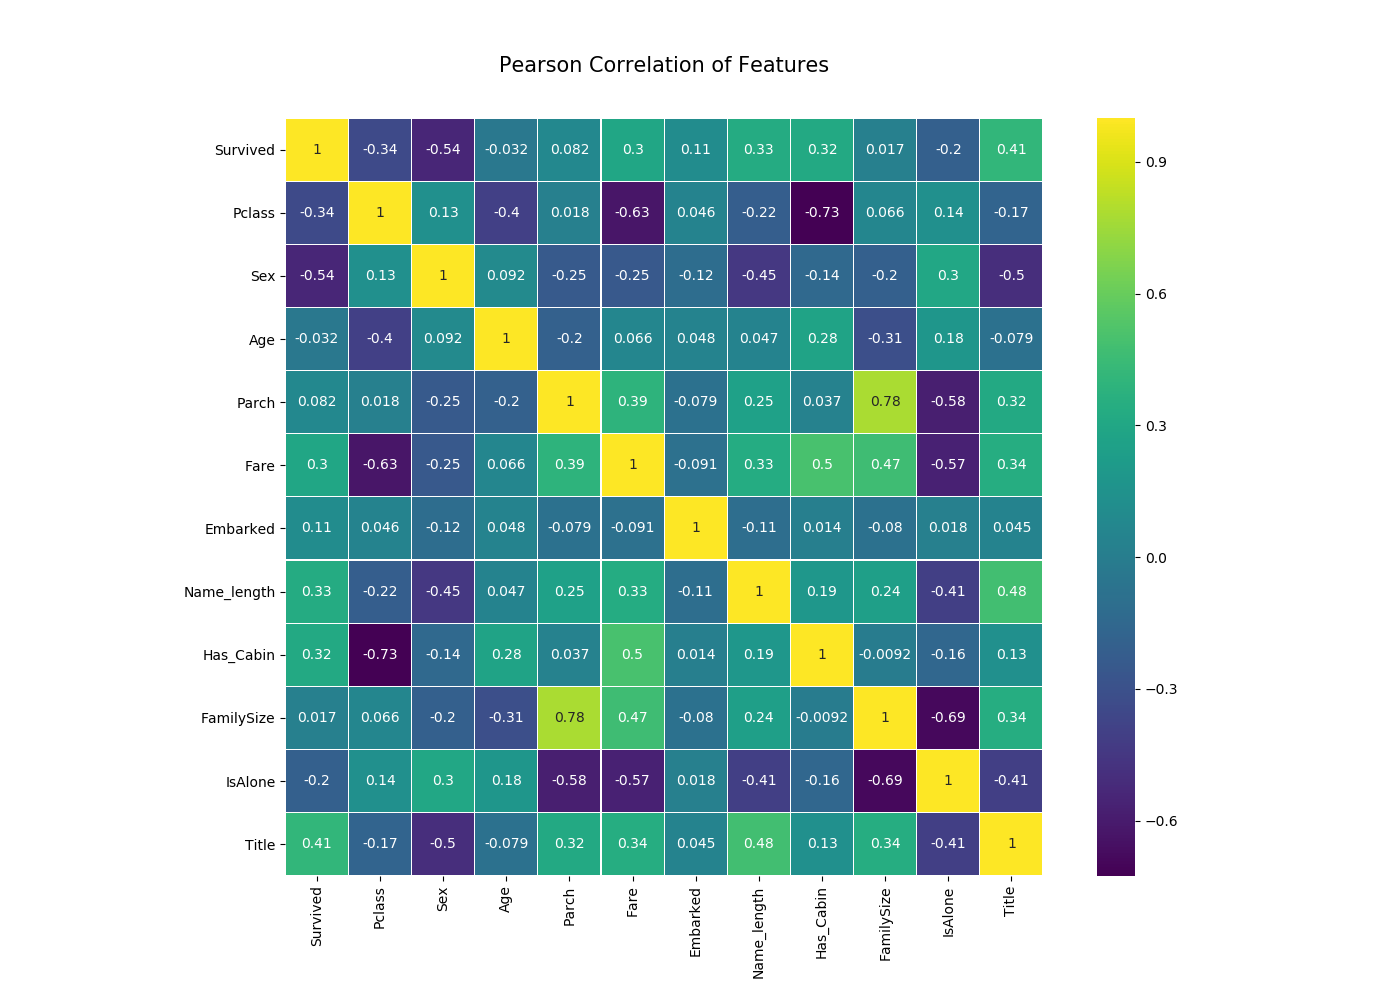 Pearson Correlation of Features
Survived 1 -0.34 -0.54 -0.032 0.082 0.3 0.11 0.33 0.32 0.017 -0.2 0.41
Pclass -0.34 1 0.13 -0.4 0.018 -0.63 0.046 -0.22 -0.73 0.066 0.14 -0.17
Sex -0.54 0.13 1 0.092 -0.25 -0.25 -0.12 -0.45 -0.14 -0.2 0.3 -0.5
Age -0.032 -0.4 0.092 1 -0.2 0.066 0.048 0.047 0.28 -0.31 0.18 -0.079
Parch 0.082 0.018 -0.25 -0.2 1 0.39 -0.079 0.25 0.037 0.78 -0.58 0.32
Fare 0.3 -0.63 -0.25 0.066 0.39 1 -0.091 0.33 0.5 0.47 -0.57 0.34
Embarked 0.11 0.046 -0.12 0.048 -0.079 -0.091 1 -0.11 0.014 -0.08 0.018 0.045
Name_length 0.33 -0.22 -0.45 0.047 0.25 0.33 -0.11 1 0.19 0.24 -0.41 0.48
Has_Cabin 0.32 -0.73 -0.14 0.28 0.037 0.5 0.014 0.19 1 -0.0092 -0.16 0.13
FamilySize 0.017 0.066 -0.2 -0.31 0.78 0.47 -0.08 0.24 -0.0092 1 -0.69 0.34
IsAlone -0.2 0.14 0.3 0.18 -0.58 -0.57 0.018 -0.41 -0.16 -0.69 1 -0.41
Title 0.41 -0.17 -0.5 -0.079 0.32 0.34 0.045 0.48 0.13 0.34 -0.41 1
Survived Pclass Sex Age Parch Fare Embarked Name_length Has_Cabin FamilySize IsAlone Title
0.9
0.6
0.3
0.0
−0.3
−0.6